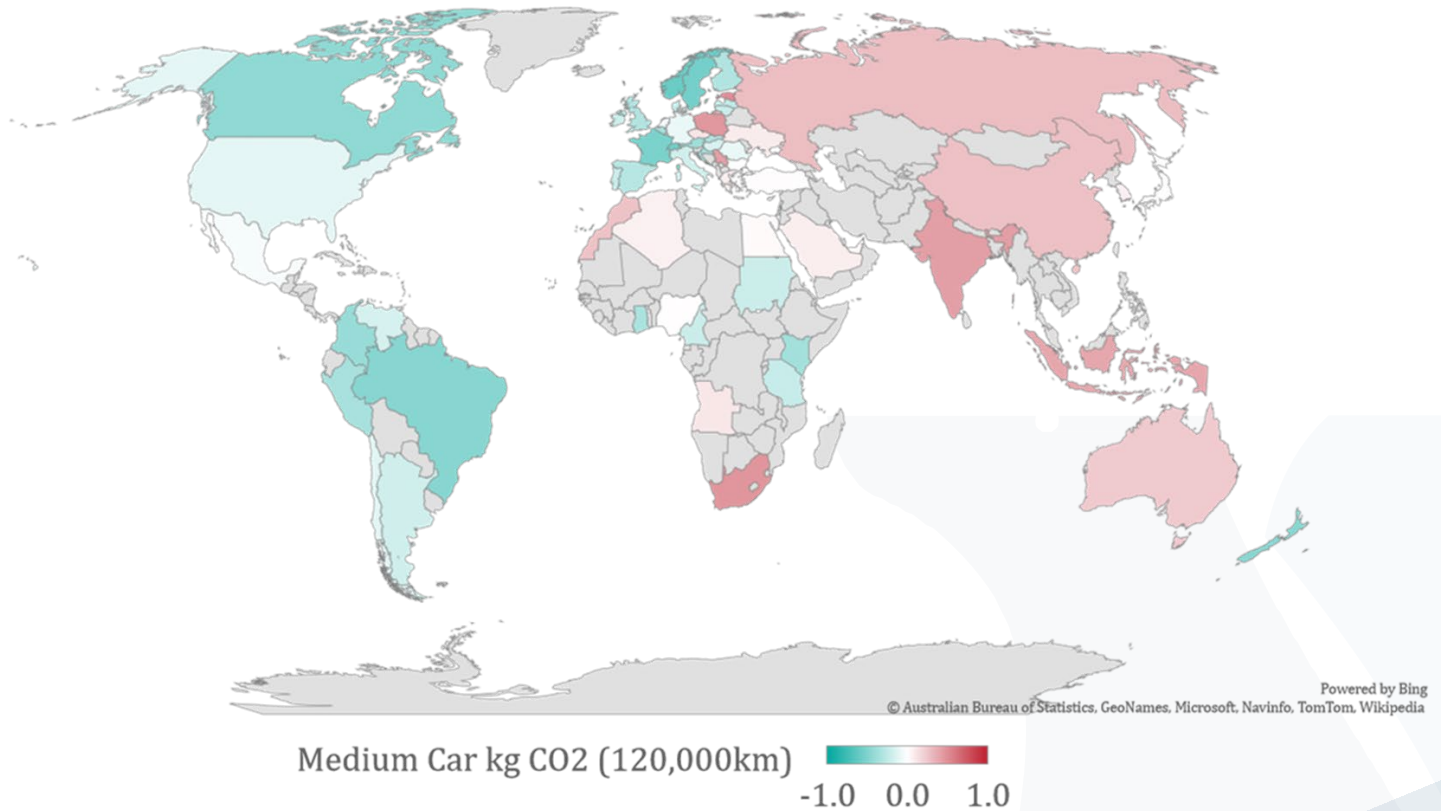 Powered by Bing
© Australian Bureau of Statistics, GeoNames, Microsoft, Navinfo, TomTom, Wikipedia
Medium Car kg CO2 (120,000km)
-1.0 0.0 1.0